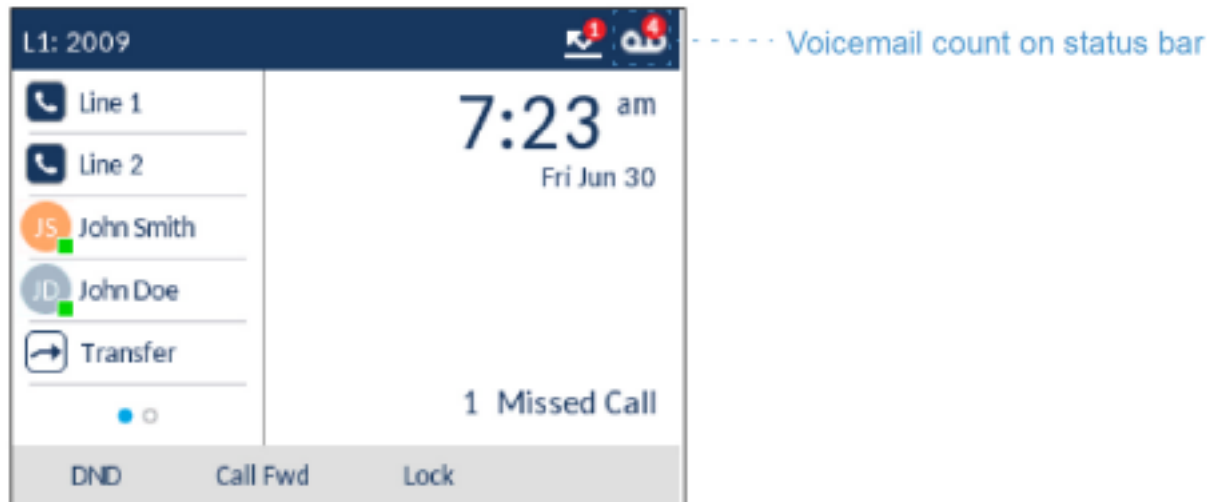 L1: 2009
1
4
Voicemail count on status bar
Line 1
7:23 am
Line 2
Fri Jun 30
JS John Smith
JD John Doe
Transfer
1 Missed Call
DND Call Fwd Lock